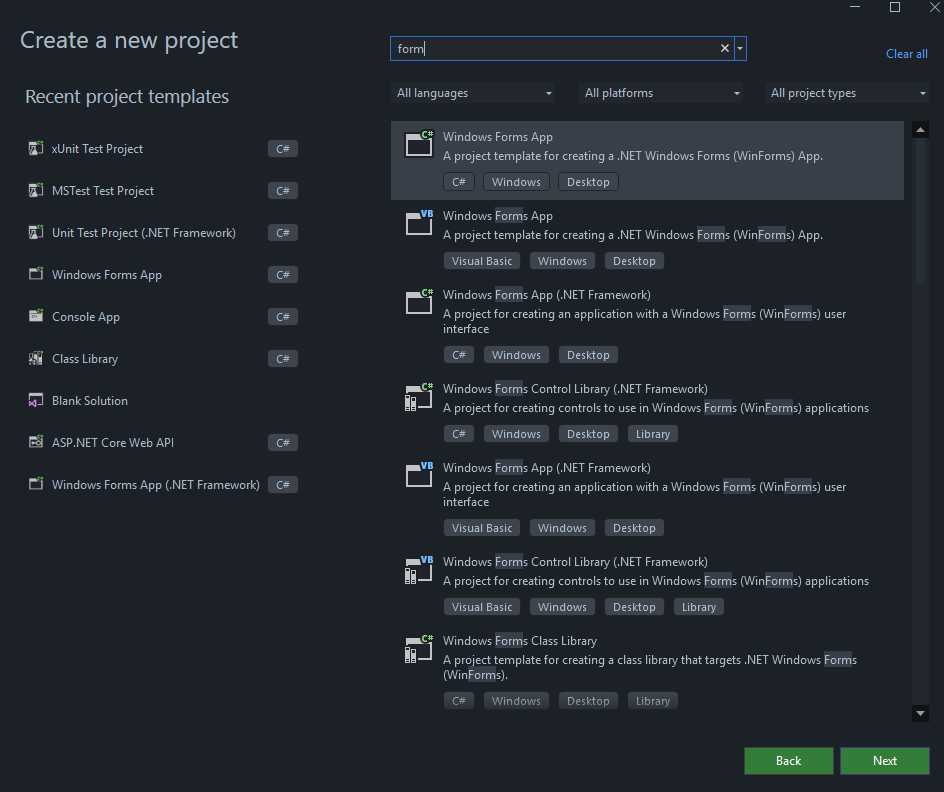 Create a new project
form
Clear all
All languages
All platforms
All project types
Recent project templates
xUnit Test Project
C#
MSTest Test Project
C#
Unit Test Project (.NET Framework)
C#
Windows Forms App
C#
Console App
C#
Class Library
C#
Blank Solution
ASP.NET Core Web API
C#
Windows Forms App (.NET Framework)
C#
C#
Windows Forms App
A project template for creating a .NET Windows Forms (WinForms) App.
C# Windows Desktop
VB
Windows Forms App
A project template for creating a .NET Windows Forms (WinForms) App.
Visual Basic Windows Desktop
C#
Windows Forms App (.NET Framework)
A project for creating an application with a Windows Forms (WinForms) user
interface
C# Windows Desktop
C#
Windows Forms Control Library (.NET Framework)
A project for creating controls to use in Windows Forms (WinForms) applications
C# Windows Desktop Library
VB
Windows Forms App (.NET Framework)
A project for creating an application with a Windows Forms (WinForms) user
interface
Visual Basic Windows Desktop
VB
Windows Forms Control Library (.NET Framework)
A project for creating controls to use in Windows Forms (WinForms) applications
Visual Basic Windows Desktop Library
C#
Windows Forms Class Library
A project template for creating a class library that targets .NET Windows Forms
(WinForms).
C# Windows Desktop Library
Back
Next